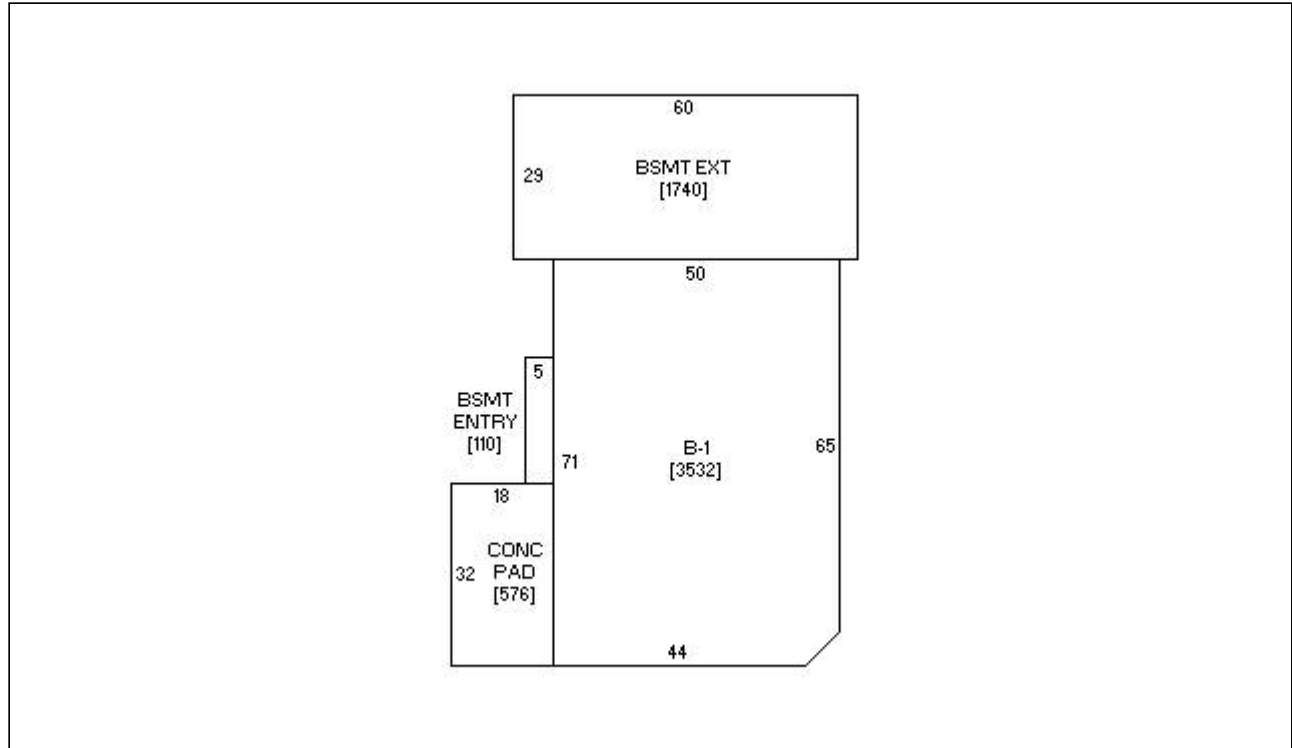 60
29
BSMT EXT
[1740]
50
5
BSMT
ENTRY
[110]
71
B-1
[3532]
65
18
32
CONC
PAD
[576]
44